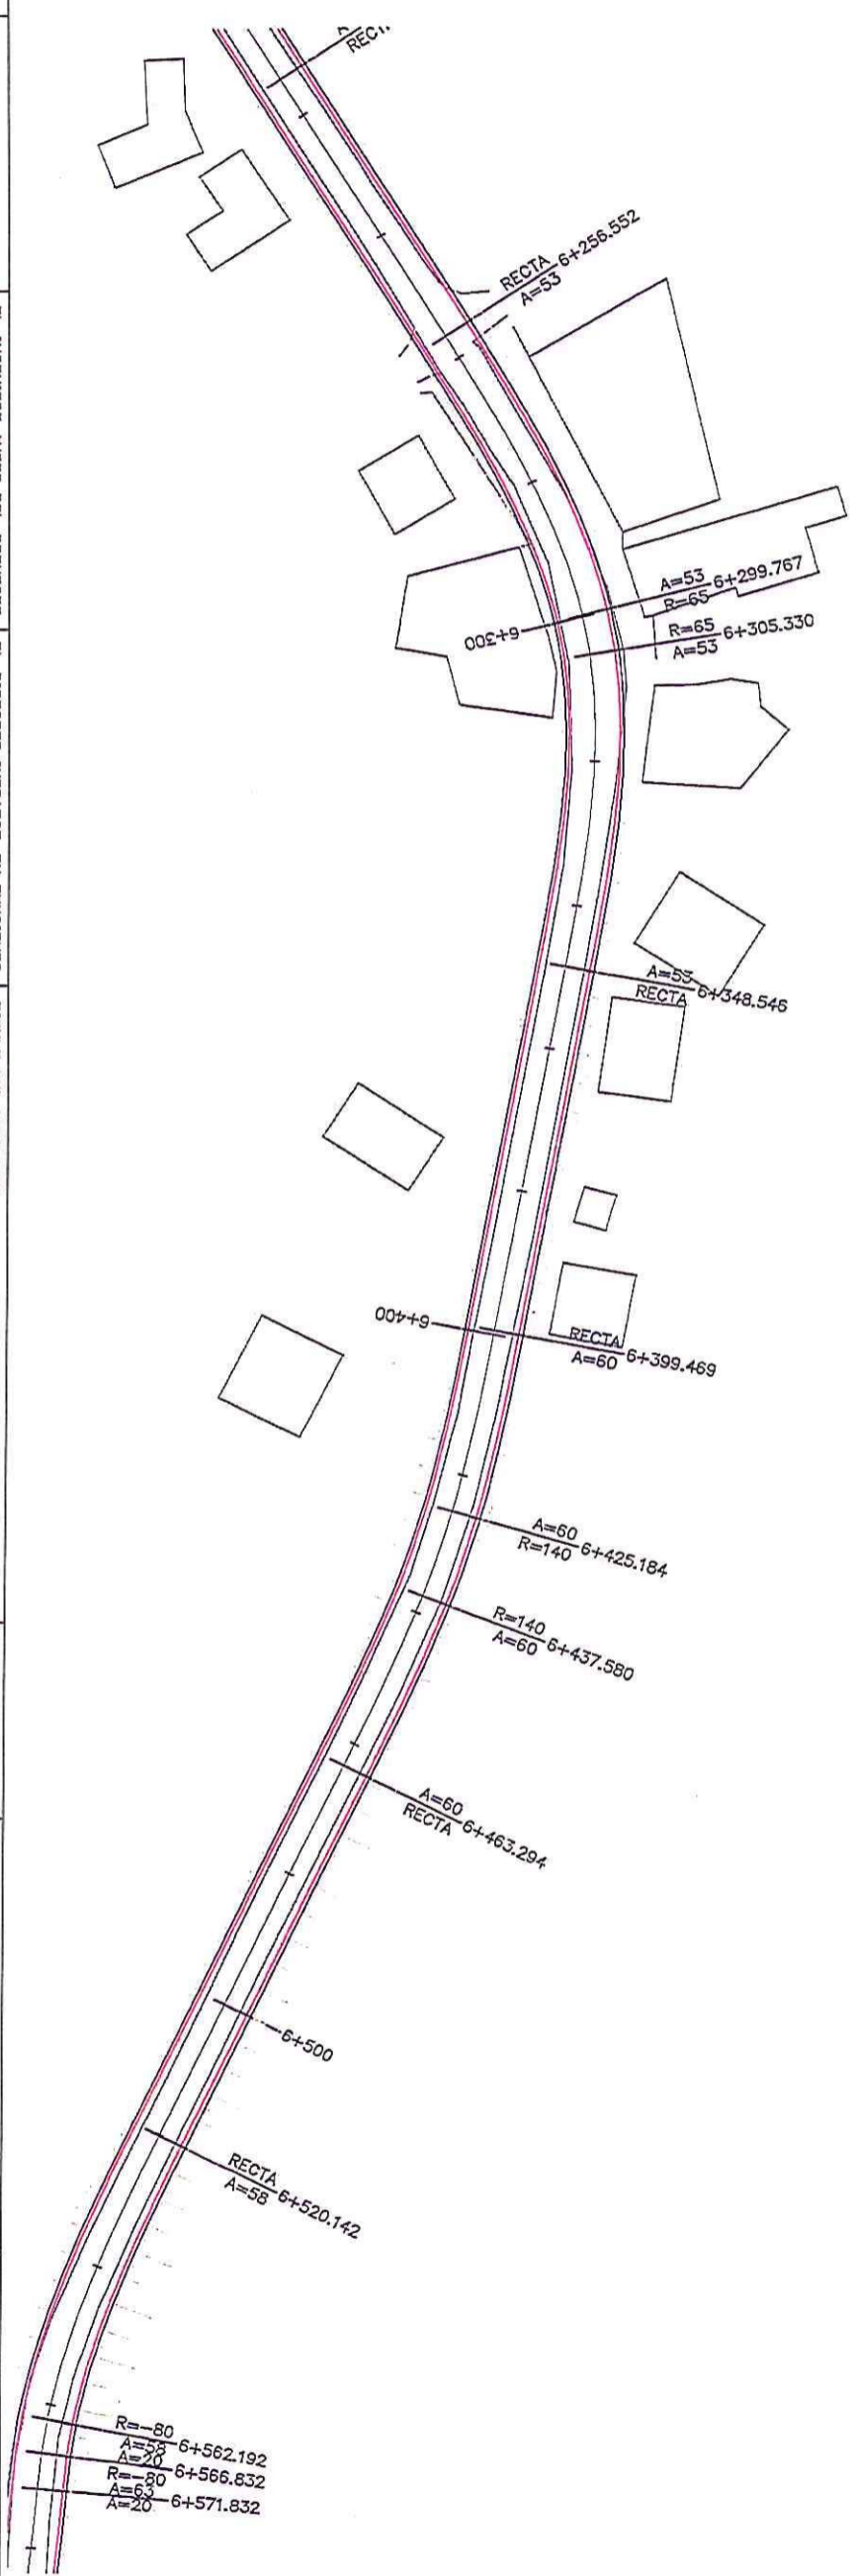 RECTA
6+256.552
A=53
A=53
6+299.767
R=65
6+300
R=65
6+305.330
A=53
A=53
6+348.546
RECTA
6+400
RECTA
6+399.469
A=60
A=60
6+425.184
R=140
R=140
6+437.580
A=60
A=60
6+463.294
RECTA
6+500
RECTA
6+520.142
A=58
R=-80
6+562.192
A=58
A=20
6+566.832
R=-80
A=63
6+571.832
A=20